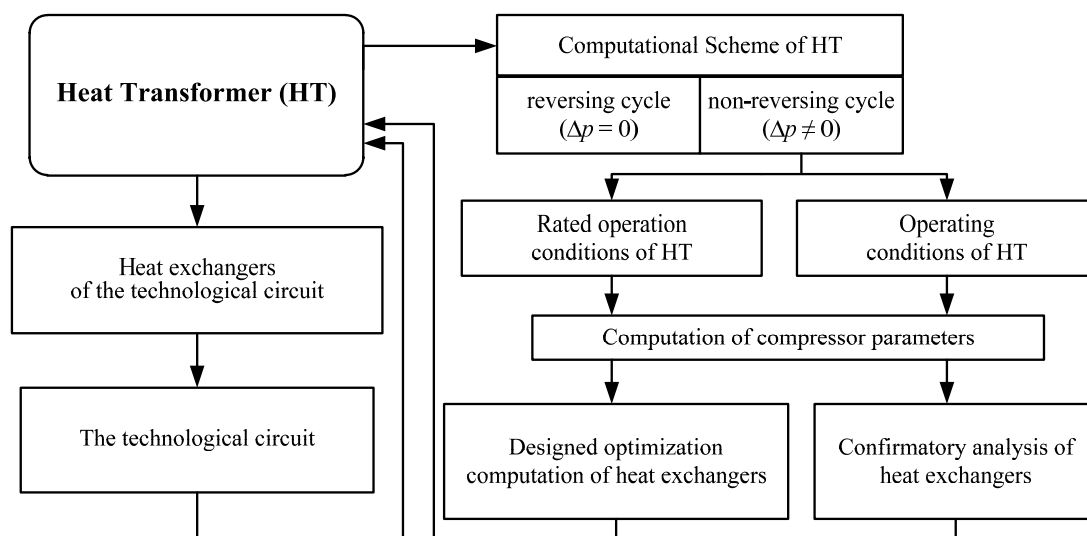 Heat Transformer (HT)
Computational Scheme of HT
reversing cycle
(Δp = 0)
non-reversing cycle
(Δp ≠ 0)
Rated operation
conditions of HT
Operating
conditions of HT
Heat exchangers
of the technological circuit
Computation of compressor parameters
The technological circuit
Designed optimization
computation of heat exchangers
Confirmatory analysis of
heat exchangers